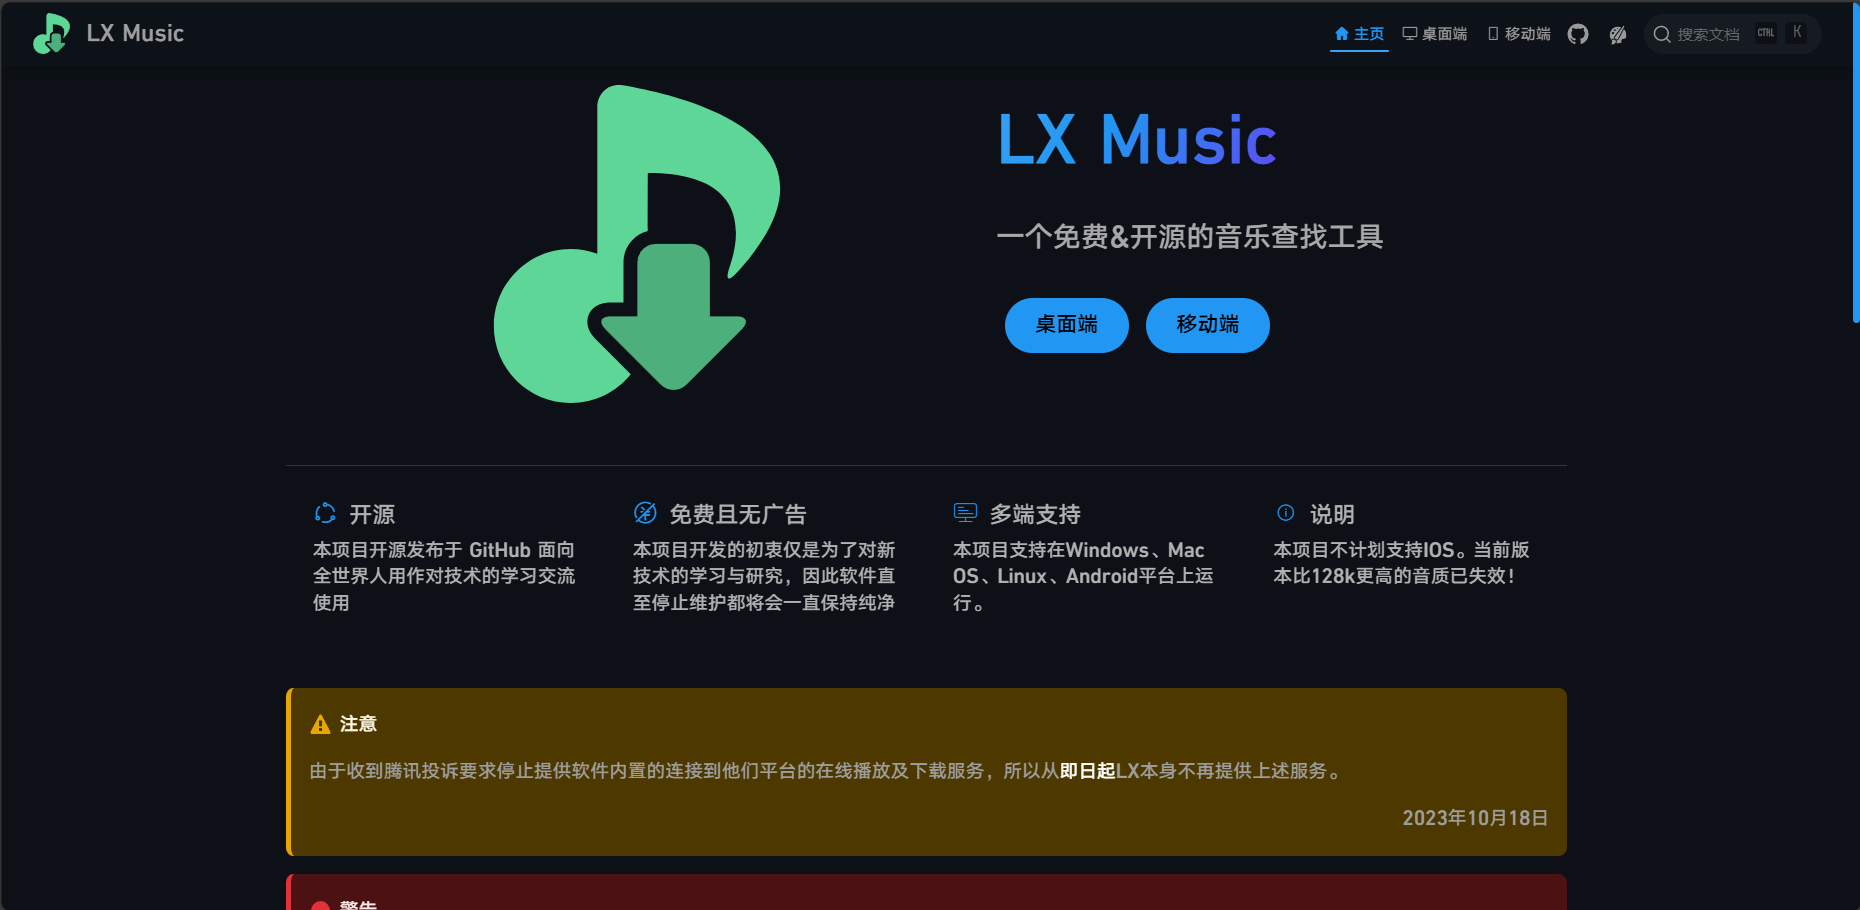 LX Music
主页 桌面端 移动端 搜索文档 CTRL K
LX Music
一个免费&开源的音乐查找工具
桌面端 移动端
开源
本项目开源发布于 GitHub 面向
全世界人用作对技术的学习交流
使用
免费且无广告
本项目开发的初衷仅是为了对新
技术的学习与研究，因此软件直
至停止维护都将会一直保持纯净
多端支持
本项目支持在Windows、Mac
OS、Linux、Android平台上运
行。
说明
本项目不计划支持IOS。当前版
本比128k更高的音质已失效！
注意
由于收到腾讯投诉要求停止提供软件内置的连接到他们平台的在线播放及下载服务，所以从即日起LX本身不再提供上述服务。
2023年10月18日
警告